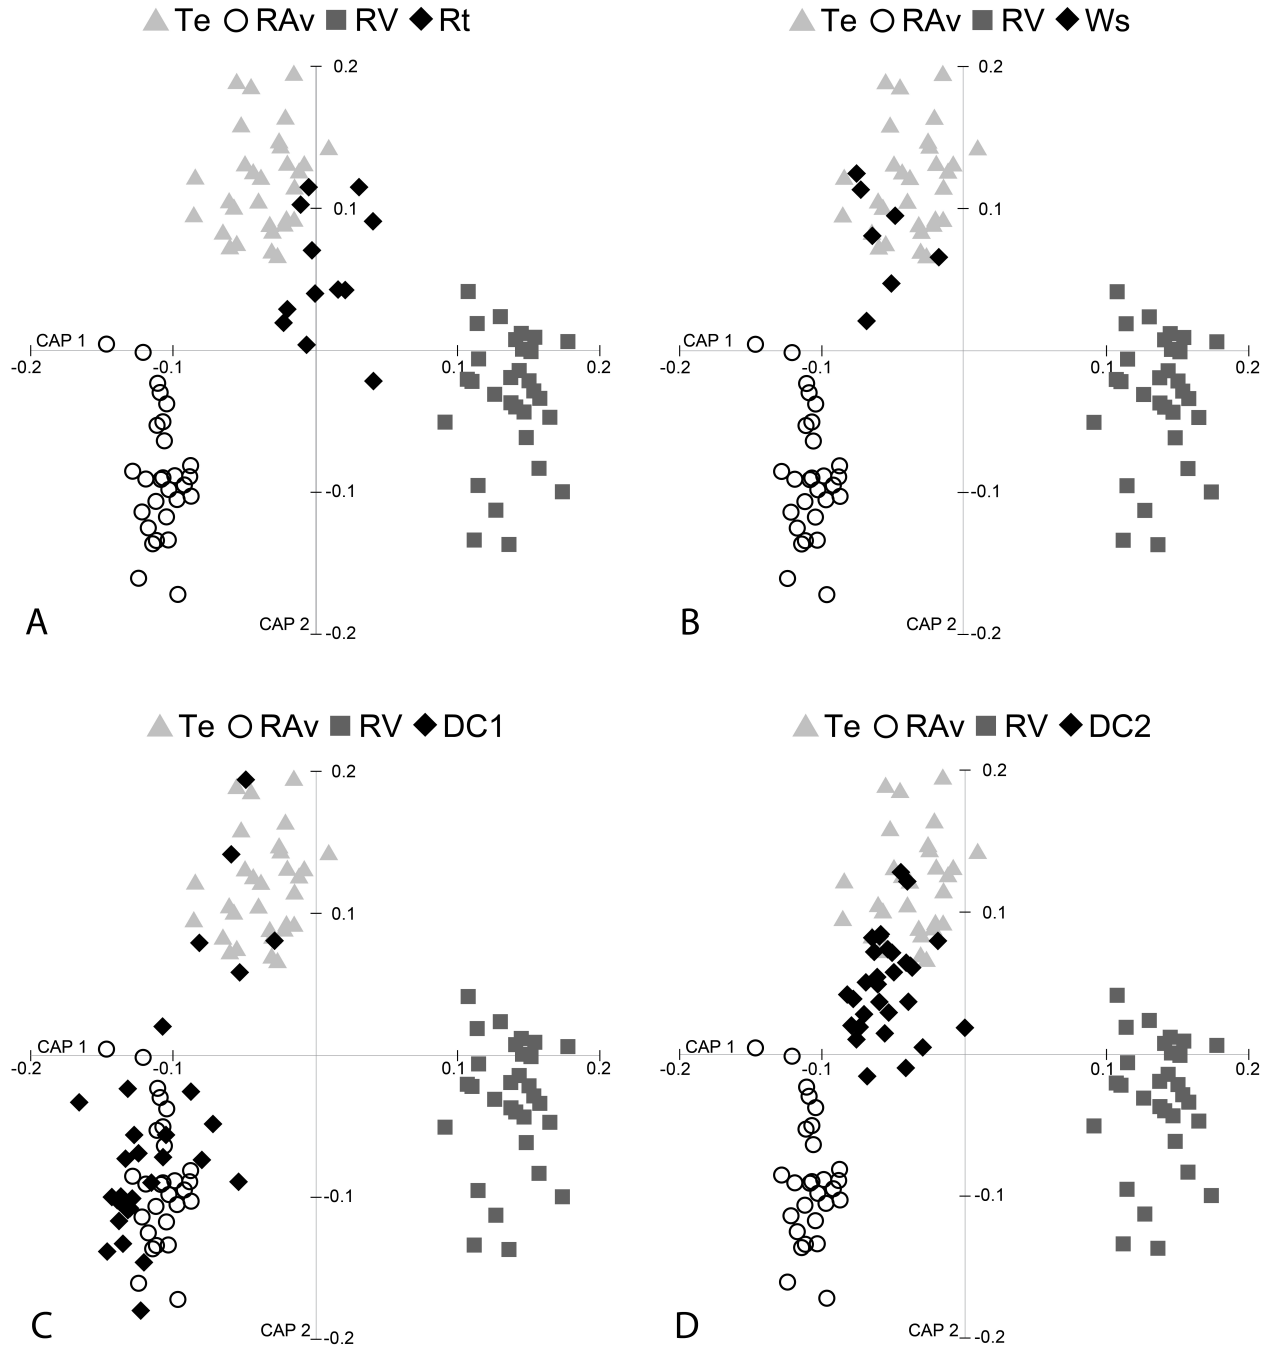 Te RAv RV Rt
Te RAv RV Ws
0.2
0.2
0.1
0.1
CAP 1
CAP 1
-0.2 -0.1 0.1 0.2
-0.2 -0.1 0.1 0.2
-0.1
-0.1
A CAP 2 -0.2
B CAP 2 -0.2
Te RAv RV DC1
Te RAv RV DC2
0.2
0.2
0.1
0.1
CAP 1
CAP 1
-0.2 -0.1 0.1 0.2
-0.2 -0.1 0.1 0.2
-0.1
-0.1
C CAP 2 -0.2
D CAP 2 -0.2